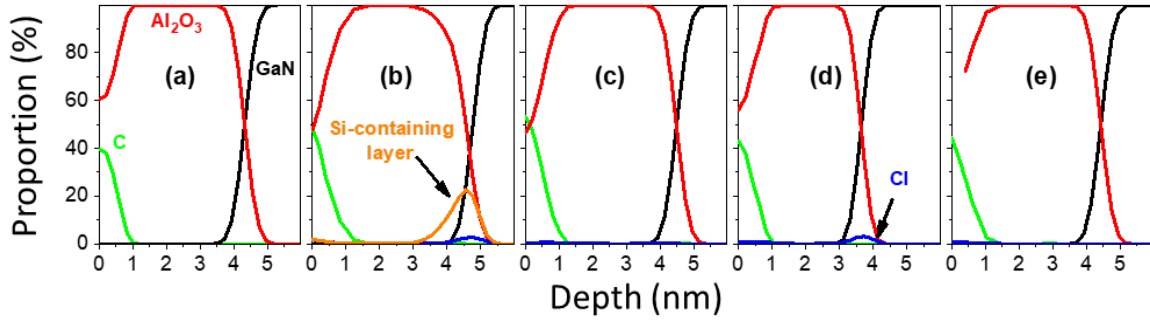 Proportion (%)
100
80
60
40
20
0
Al₂O₃
GaN
C
(a)
(b)
Si-containing
layer
(c)
(d)
Cl
(e)
0 1 2 3 4 5
0 1 2 3 4 5
0 1 2 3 4 5
0 1 2 3 4 5
0 1 2 3 4 5
Depth (nm)